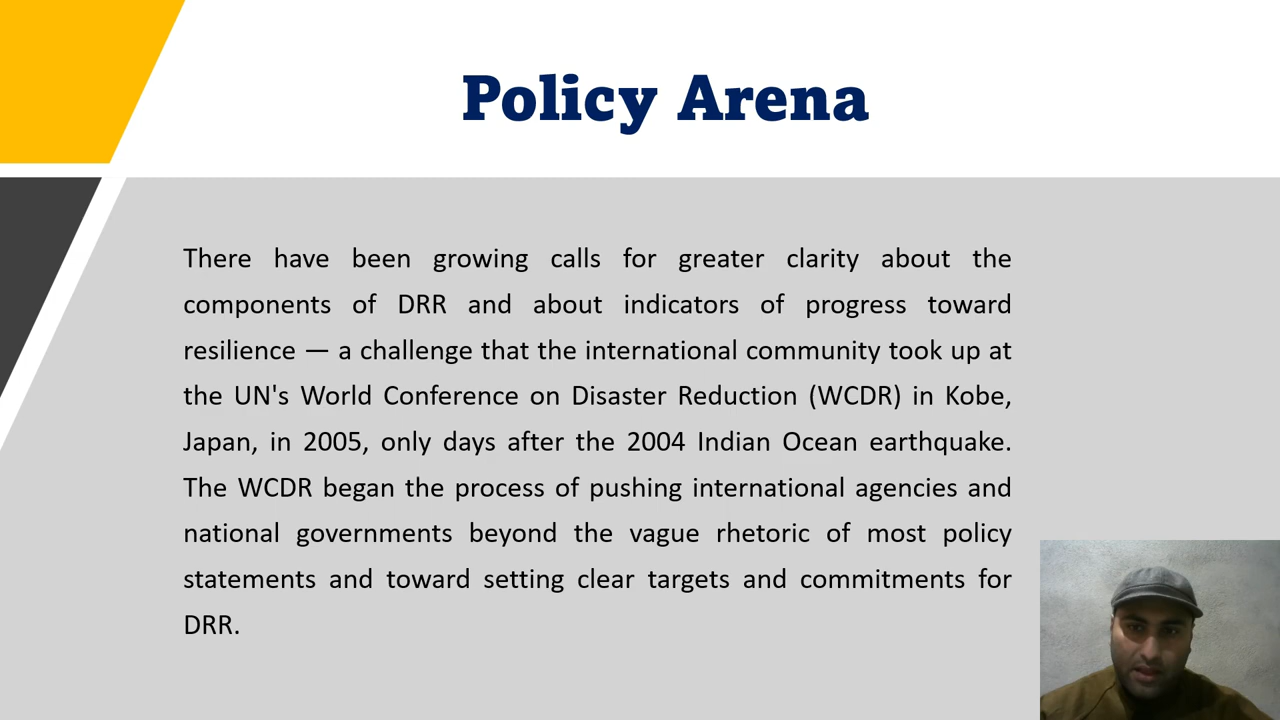 Policy Arena
There have been growing calls for greater clarity about the
components of DRR and about indicators of progress toward
resilience — a challenge that the international community took up at
the UN's World Conference on Disaster Reduction (WCDR) in Kobe,
Japan, in 2005, only days after the 2004 Indian Ocean earthquake.
The WCDR began the process of pushing international agencies and
national governments beyond the vague rhetoric of most policy
statements and toward setting clear targets and commitments for
DRR.